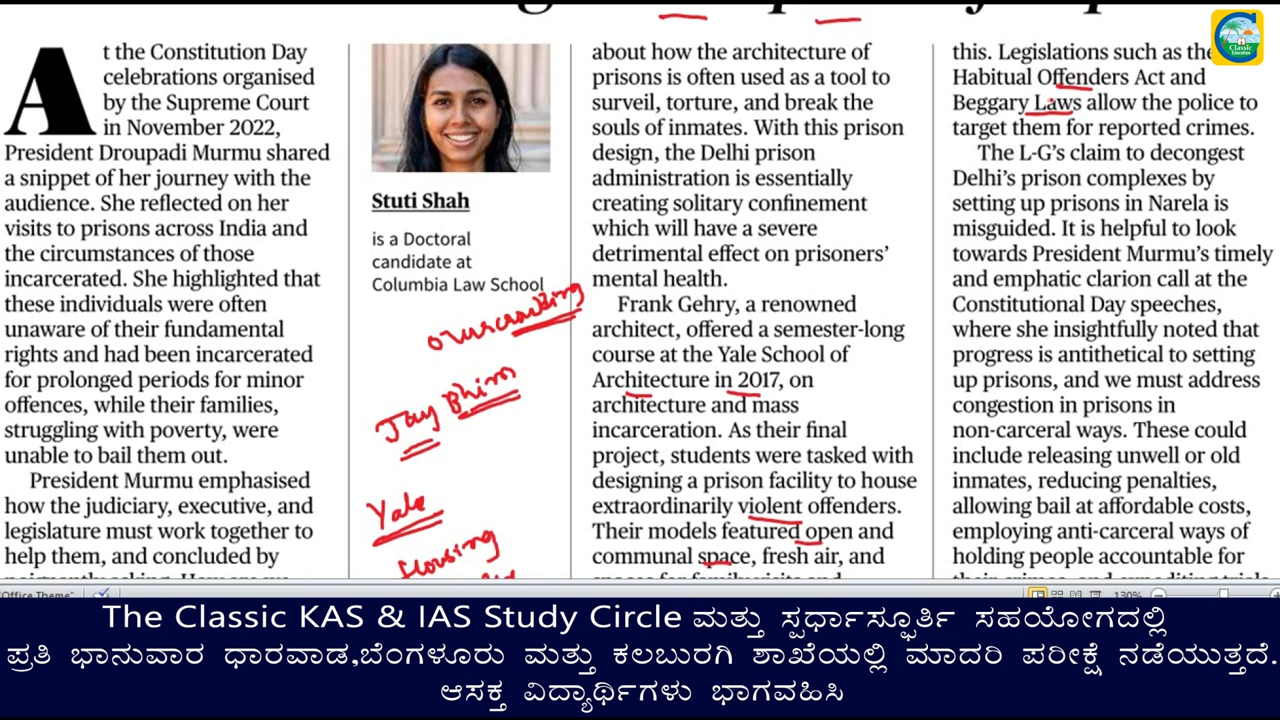 At the Constitution Day
celebrations organised
by the Supreme Court
in November 2022,
President Droupadi Murmu shared
a snippet of her journey with the
audience. She reflected on her
visits to prisons across India and
the circumstances of those
incarcerated. She highlighted that
these individuals were often
unaware of their fundamental
rights and had been incarcerated
for prolonged periods for minor
offences, while their families,
struggling with poverty, were
unable to bail them out.
President Murmu emphasised
how the judiciary, executive, and
legislature must work together to
help them, and concluded by
Stuti Shah
is a Doctoral
candidate at
Columbia Law School
overcrowding
Jay Bhim
Yale
Housing
about how the architecture of
prisons is often used as a tool to
surveil, torture, and break the
souls of inmates. With this prison
design, the Delhi prison
administration is essentially
creating solitary confinement
which will have a severe
detrimental effect on prisoners'
mental health.
Frank Gehry, a renowned
architect, offered a semester-long
course at the Yale School of
Architecture in 2017, on
architecture and mass
incarceration. As their final
project, students were tasked with
designing a prison facility to house
extraordinarily violent offenders.
Their models featured open and
communal space, fresh air, and
spaces for family visits and
this. Legislations such as the
Habitual Offenders Act and
Beggary Laws allow the police to
target them for reported crimes.
The L-G's claim to decongest
Delhi's prison complexes by
setting up prisons in Narela is
misguided. It is helpful to look
towards President Murmu's timely
and emphatic clarion call at the
Constitutional Day speeches,
where she insightfully noted that
progress is antithetical to setting
up prisons, and we must address
congestion in prisons in
non-carceral ways. These could
include releasing unwell or old
inmates, reducing penalties,
allowing bail at affordable costs,
employing anti-carceral ways of
holding people accountable for
their crimes, and expediting trials
Classic
Education
"Office Theme"
130%
The Classic KAS & IAS Study Circle ಮತ್ತು ಸ್ಪರ್ಧಾಸ್ಫೂರ್ತಿ ಸಹಯೋಗದಲ್ಲಿ
ಪ್ರತಿ ಭಾನುವಾರ ಧಾರವಾಡ,ಬೆಂಗಳೂರು ಮತ್ತು ಕಲಬುರಗಿ ಶಾಖೆಯಲ್ಲಿ ಮಾದರಿ ಪರೀಕ್ಷೆ ನಡೆಯುತ್ತದೆ.
ಆಸಕ್ತ ವಿದ್ಯಾರ್ಥಿಗಳು ಭಾಗವಹಿಸಿ